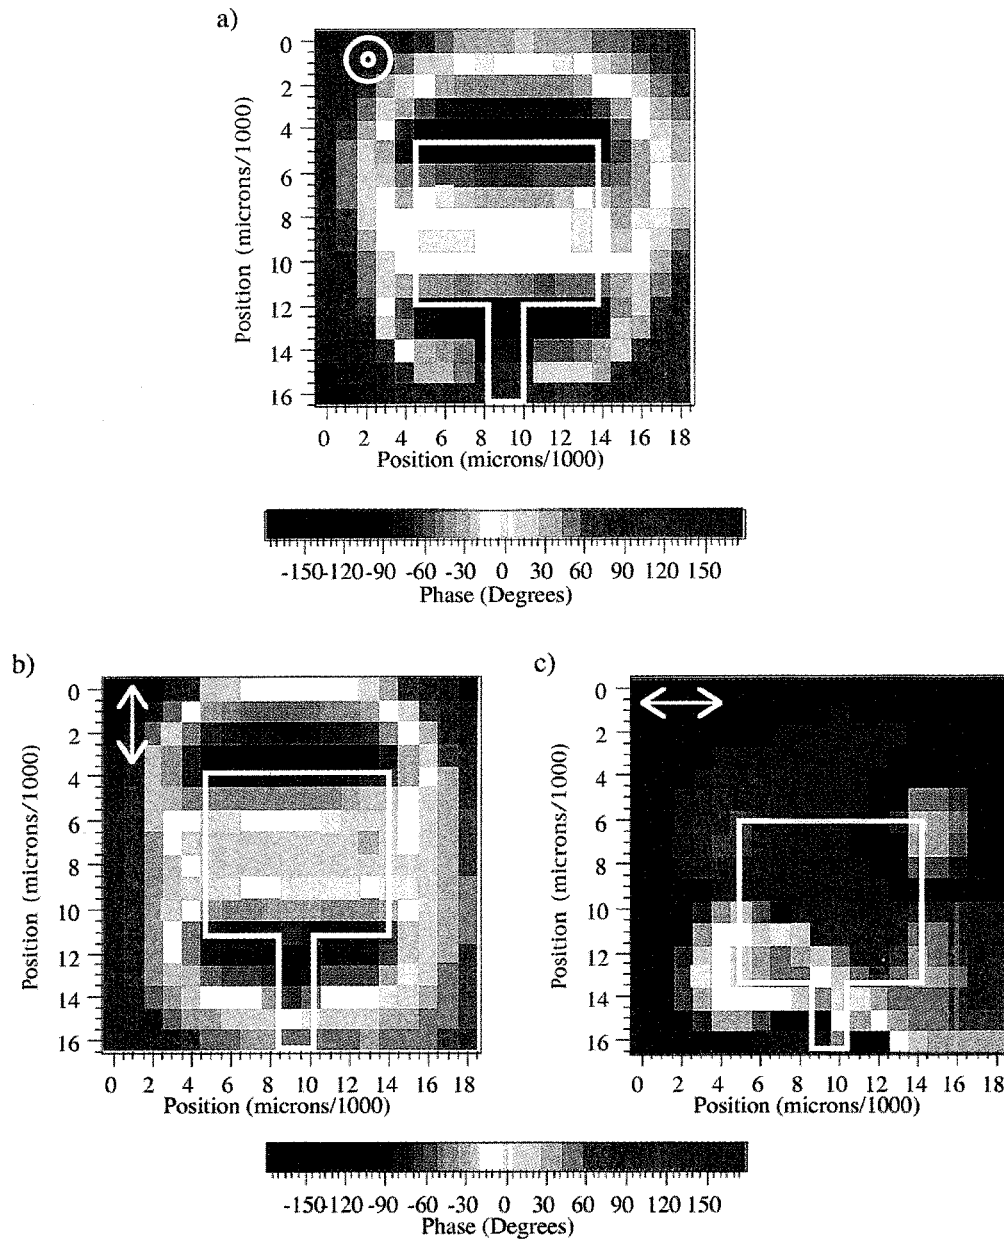 a)
Position (microns/1000)
0
2
4
6
8
10
12
14
16
0 2 4 6 8 10 12 14 16 18
Position (microns/1000)
-150 -120 -90 -60 -30 0 30 60 90 120 150
Phase (Degrees)
b)
Position (microns/1000)
0
2
4
6
8
10
12
14
16
0 2 4 6 8 10 12 14 16 18
Position (microns/1000)
c)
Position (microns/1000)
0
2
4
6
8
10
12
14
16
0 2 4 6 8 10 12 14 16 18
Position (microns/1000)
-150 -120 -90 -60 -30 0 30 60 90 120 150
Phase (Degrees)